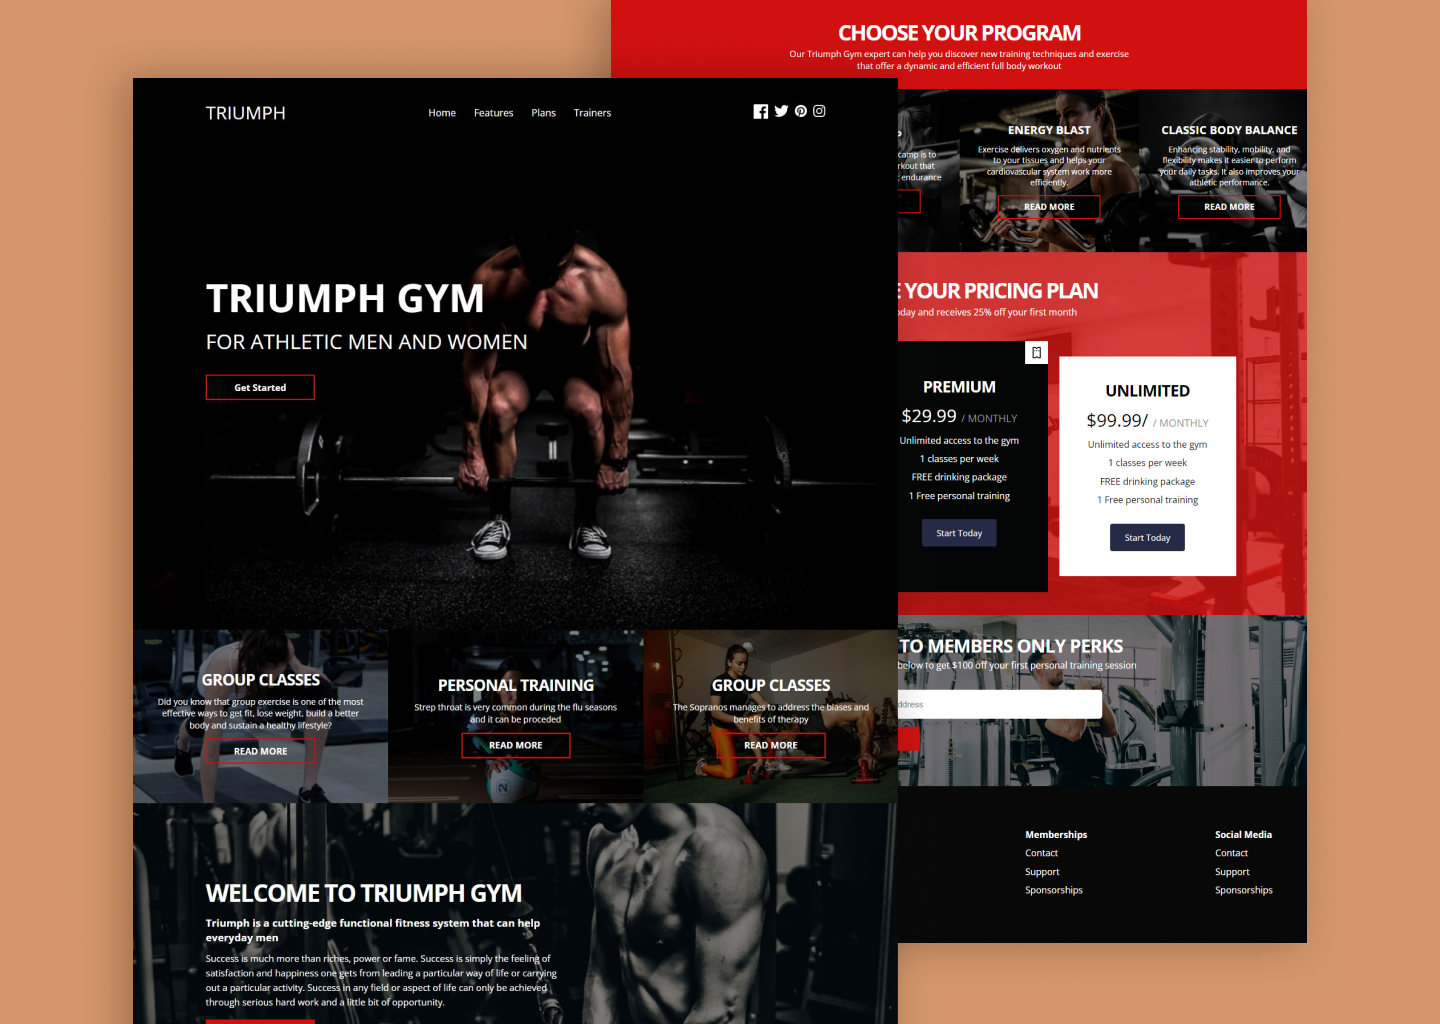 CHOOSE YOUR PROGRAM
Our Triumph Gym expert can help you discover new training techniques and exercise
that offer a dynamic and efficient full body workout
TRIUMPH
Home
Features
Plans
Trainers
TRIUMPH GYM
FOR ATHLETIC MEN AND WOMEN
Get Started
camp is to
that
endurance
ENERGY BLAST
Exercise delivers oxygen and nutrients
to your tissues and helps your
cardiovascular system work more
efficiently.
READ MORE
CLASSIC BODY BALANCE
Enhancing stability, mobility, and
flexibility makes it easier to perform
your daily tasks. It also improves your
athletic performance.
READ MORE
YOUR PRICING PLAN
and receives 25% off your first month
PREMIUM
$29.99 / MONTHLY
Unlimited access to the gym
1 classes per week
FREE drinking package
1 Free personal training
Start Today
UNLIMITED
$99.99/ / MONTHLY
Unlimited access to the gym
1 classes per week
FREE drinking package
1 Free personal training
Start Today
GROUP CLASSES
Did you know that group exercise is one of the most
effective ways to get fit, lose weight, build a better
body and sustain a healthy lifestyle?
READ MORE
PERSONAL TRAINING
Strep throat is very common during the flu seasons
and it can be proceded
READ MORE
GROUP CLASSES
The Sopranos manages to address the biases and
benefits of therapy
READ MORE
TO MEMBERS ONLY PERKS
below to get $100 off your first personal training session
WELCOME TO TRIUMPH GYM
Triumph is a cutting-edge functional fitness system that can help
everyday men
Success is much more than riches, power or fame. Success is simply the feeling of
satisfaction and happiness one gets from leading a particular way of life or carrying
out a particular activity. Success in any field or aspect of life can only be achieved
through serious hard work and a little bit of opportunity.
Memberships
Contact
Support
Sponsorships
Social Media
Contact
Support
Sponsorships